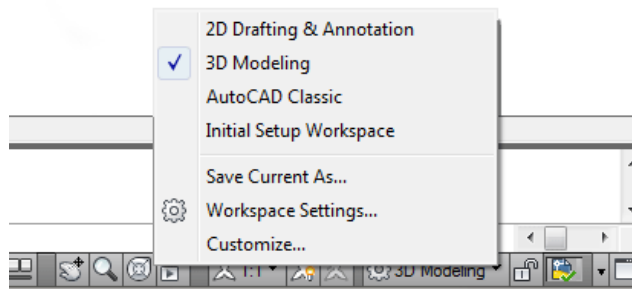 2D Drafting & Annotation
3D Modeling
AutoCAD Classic
Initial Setup Workspace
Save Current As...
Workspace Settings...
Customize...
1:1 3D Modeling